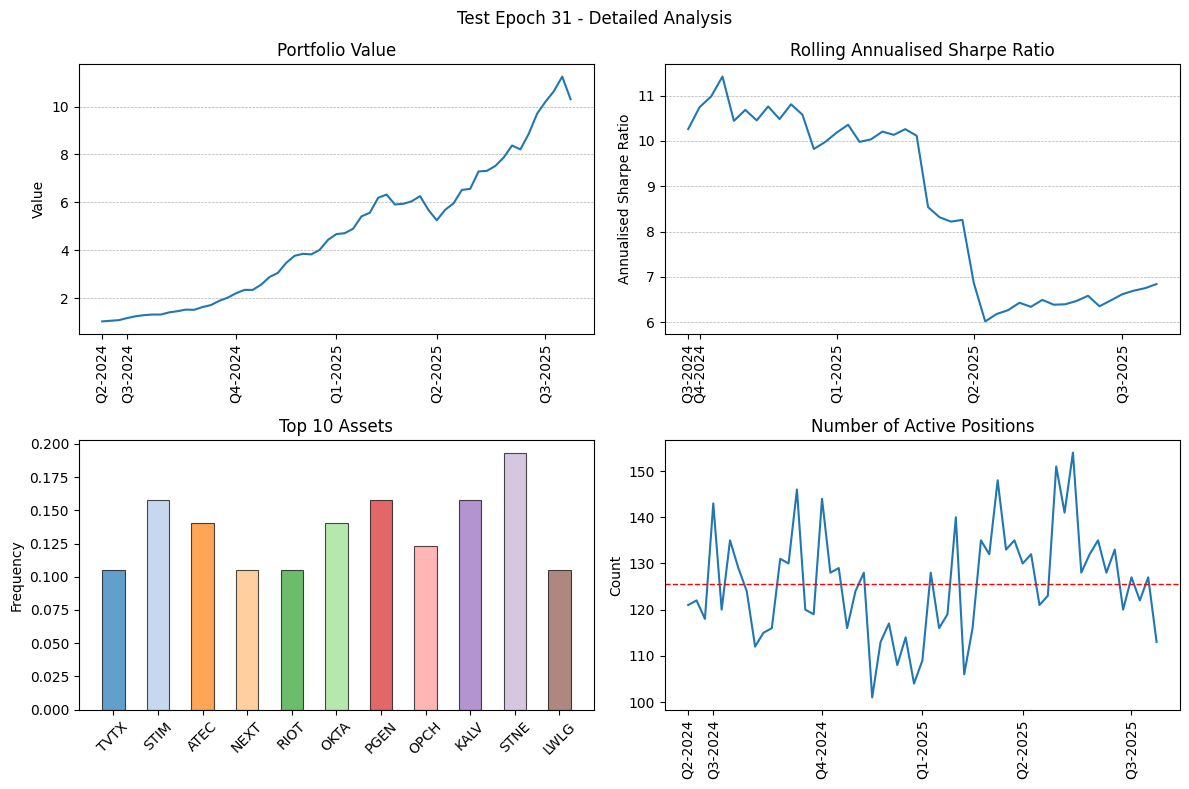 Test Epoch 31 - Detailed Analysis
Portfolio Value
Value
10
8
6
4
2
Q2-2024
Q3-2024
Q4-2024
Q1-2025
Q2-2025
Q3-2025
Rolling Annualised Sharpe Ratio
Annualised Sharpe Ratio
11
10
9
8
7
6
Q3-2024
Q4-2024
Q1-2025
Q2-2025
Q3-2025
Top 10 Assets
Frequency
0.200
0.175
0.150
0.125
0.100
0.075
0.050
0.025
0.000
TVTX
STIM
ATEC
NEXT
RIOT
OKTA
PGEN
OPCH
KALV
STNE
LWLG
Number of Active Positions
Count
150
140
130
120
110
100
Q2-2024
Q3-2024
Q4-2024
Q1-2025
Q2-2025
Q3-2025